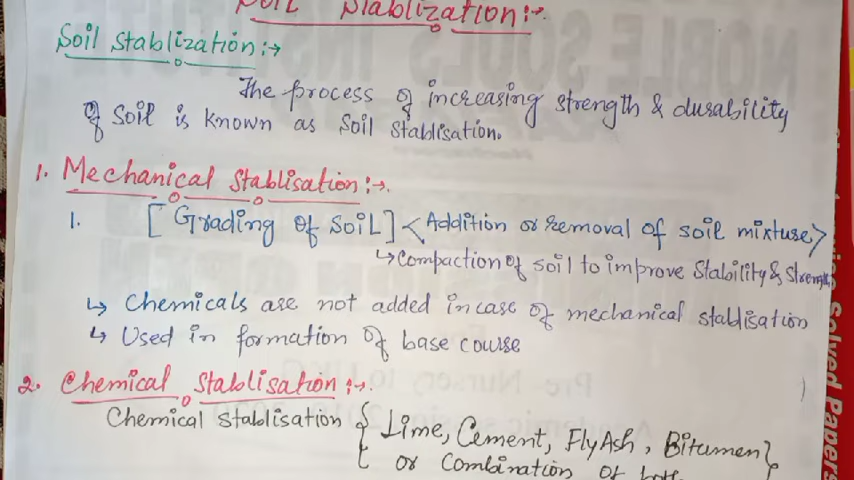 Soil Stablization:-
Soil Stablization:→
The process of increasing strength & durability
of soil is known as Soil Stablisation.
1. Mechanical Stablisation:→.
1. [Grading of SoiL] <Addition or removal of soil mixture>
↳Compaction of soil to improve Stability & Strength
↳ Chemicals are not added incase of mechanical stablisation
↳ Used in formation of base course
2. Chemical Stablisation:→.
Chemical Stablisation { Lime, Cement, FlyAsh, Bitumen}
or Combination of both
Solved Papers